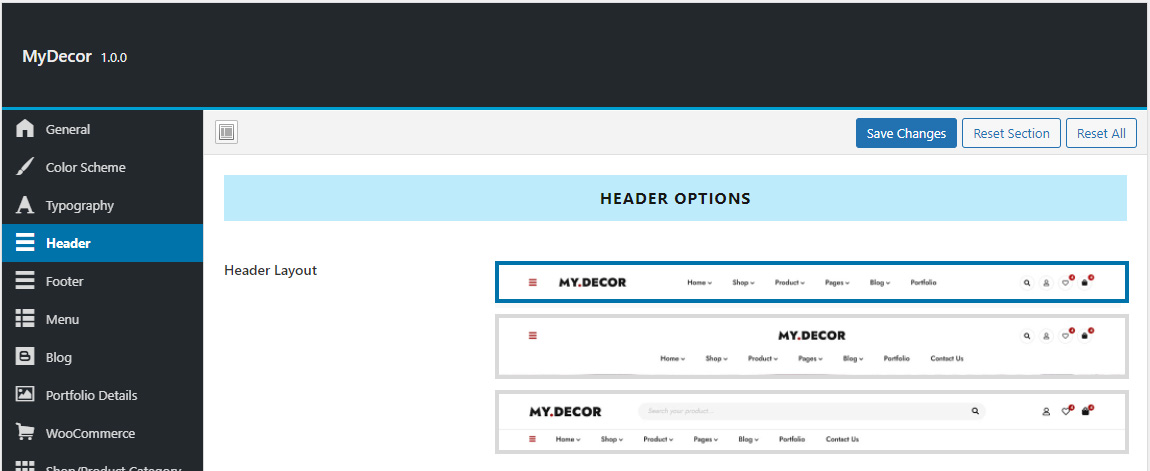 MyDecor 1.0.0
General
Color Scheme
Typography
Header
Footer
Menu
Blog
Portfolio Details
WooCommerce
Shop/Product Category
Save Changes Reset Section Reset All
HEADER OPTIONS
Header Layout
MY.DECOR Home Shop Product Pages Blog Portfolio
MY.DECOR
Home Shop Product Pages Blog Portfolio Contact Us
MY.DECOR Search your product...
Home Shop Product Pages Blog Portfolio Contact Us